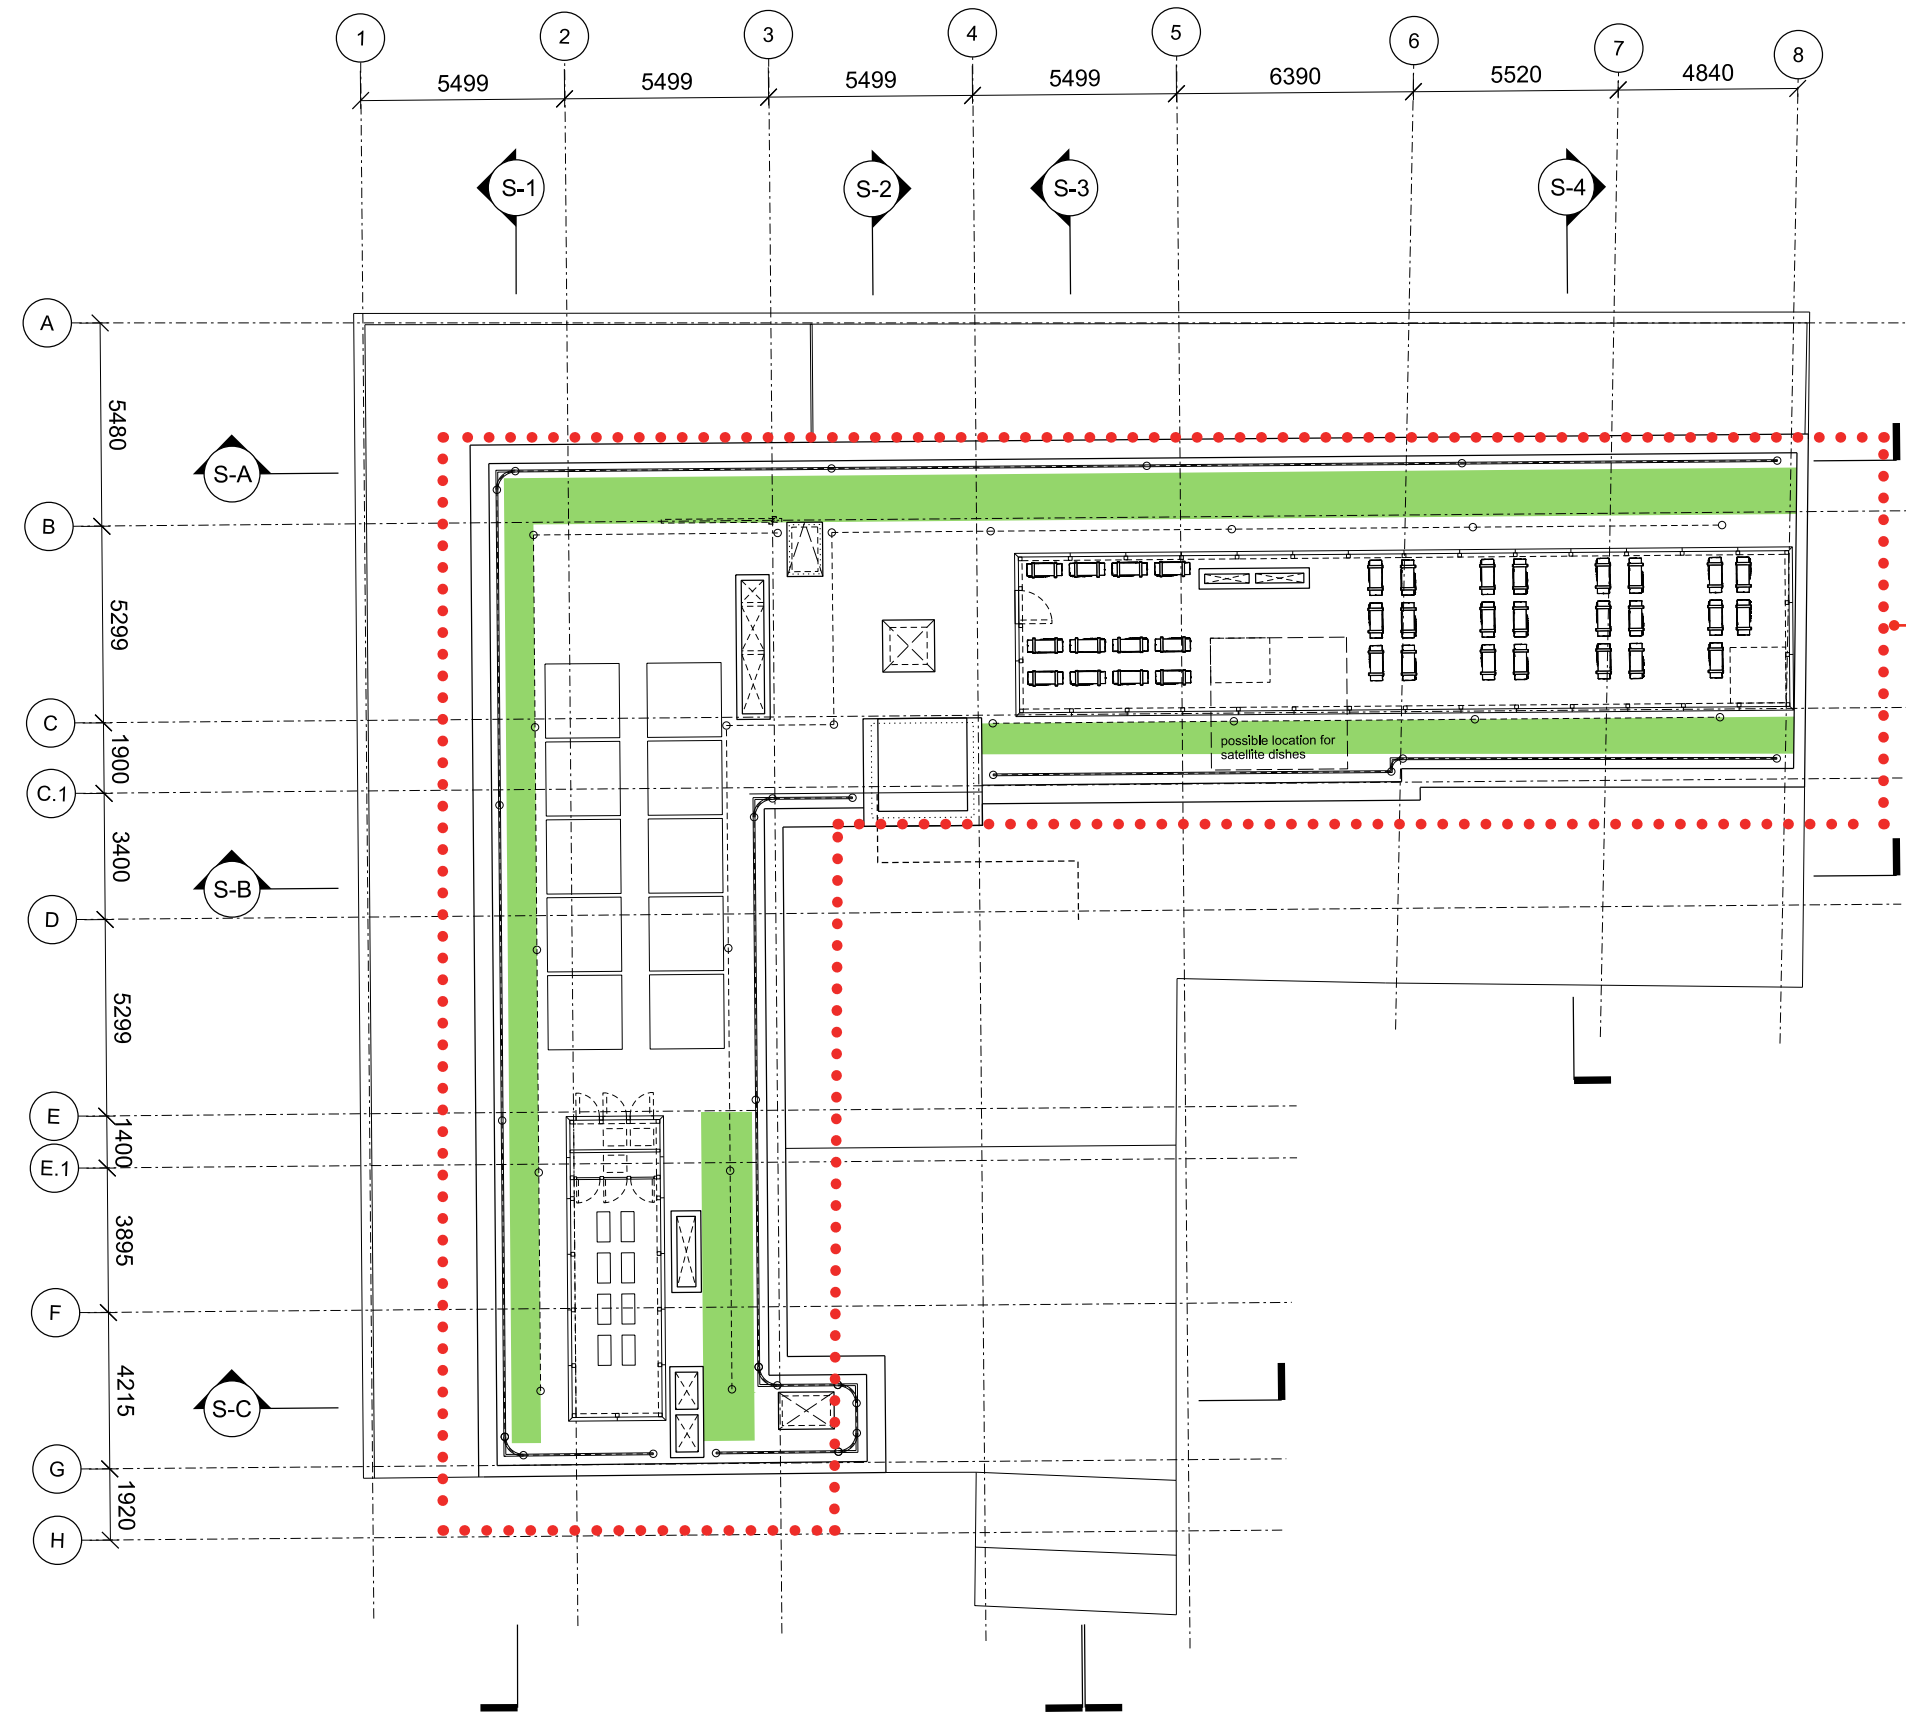 1 2 3 4 5 6 7 8
5499 5499 5499 5499 6390 5520 4840
S-1 S-2 S-3 S-4
A
5480
S-A
B
5299
C
1900
possible location for
satellite dishes
C.1
3400
S-B
D
5299
E
1400
E.1
3895
F
42215
S-C
G
1920
H